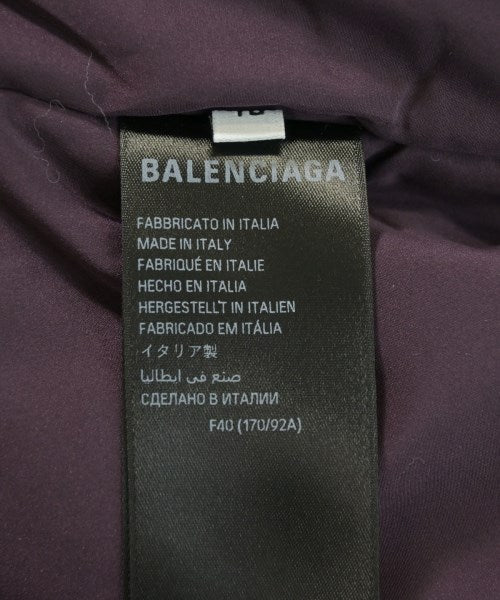 BALENCIAGA
FABBRICATO IN ITALIA
MADE IN ITALY
FABRIQUÉ EN ITALIE
HECHO EN ITALIA
HERGESTELLT IN ITALIEN
FABRICADO EM ITÁLIA
イタリア製
صنع في ايطاليا
СДЕЛАНО В ИТАЛИИ
F40 (170/92A)